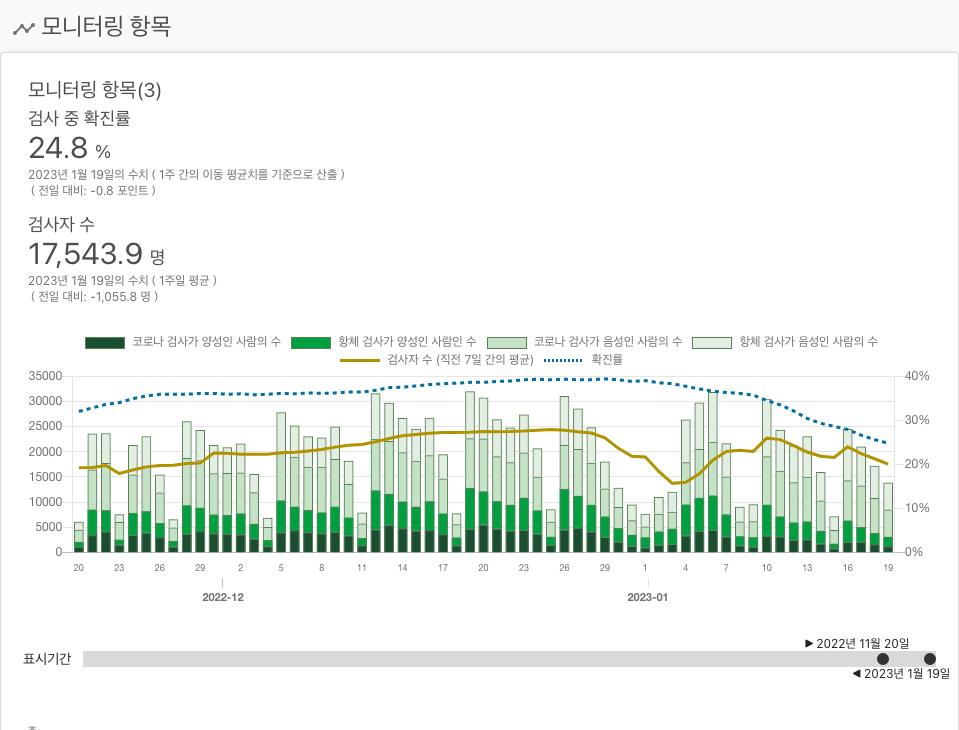 모니터링 항목
모니터링 항목(3)
검사 중 확진률
24.8 %
2023년 1월 19일의 수치 ( 1주 간의 이동 평균치를 기준으로 산출 )
( 전일 대비: -0.8 포인트 )
검사자 수
17,543.9 명
2023년 1월 19일의 수치 ( 1주일 평균 )
( 전일 대비: -1,055.8 명 )
코로나 검사가 양성인 사람의 수 항체 검사가 양성인 사람인 수 코로나 검사가 음성인 사람의 수 항체 검사가 음성인 사람의 수
검사자 수 (직전 7일 간의 평균) 확진률
35000 40%
30000
25000 30%
20000 20%
15000
10000 10%
5000
0 0%
20 23 26 29 2 5 8 11 14 17 20 23 26 29 1 4 7 10 13 16 19
2022-12 2023-01
▶ 2022년 11월 20일
표시기간
◀ 2023년 1월 19일